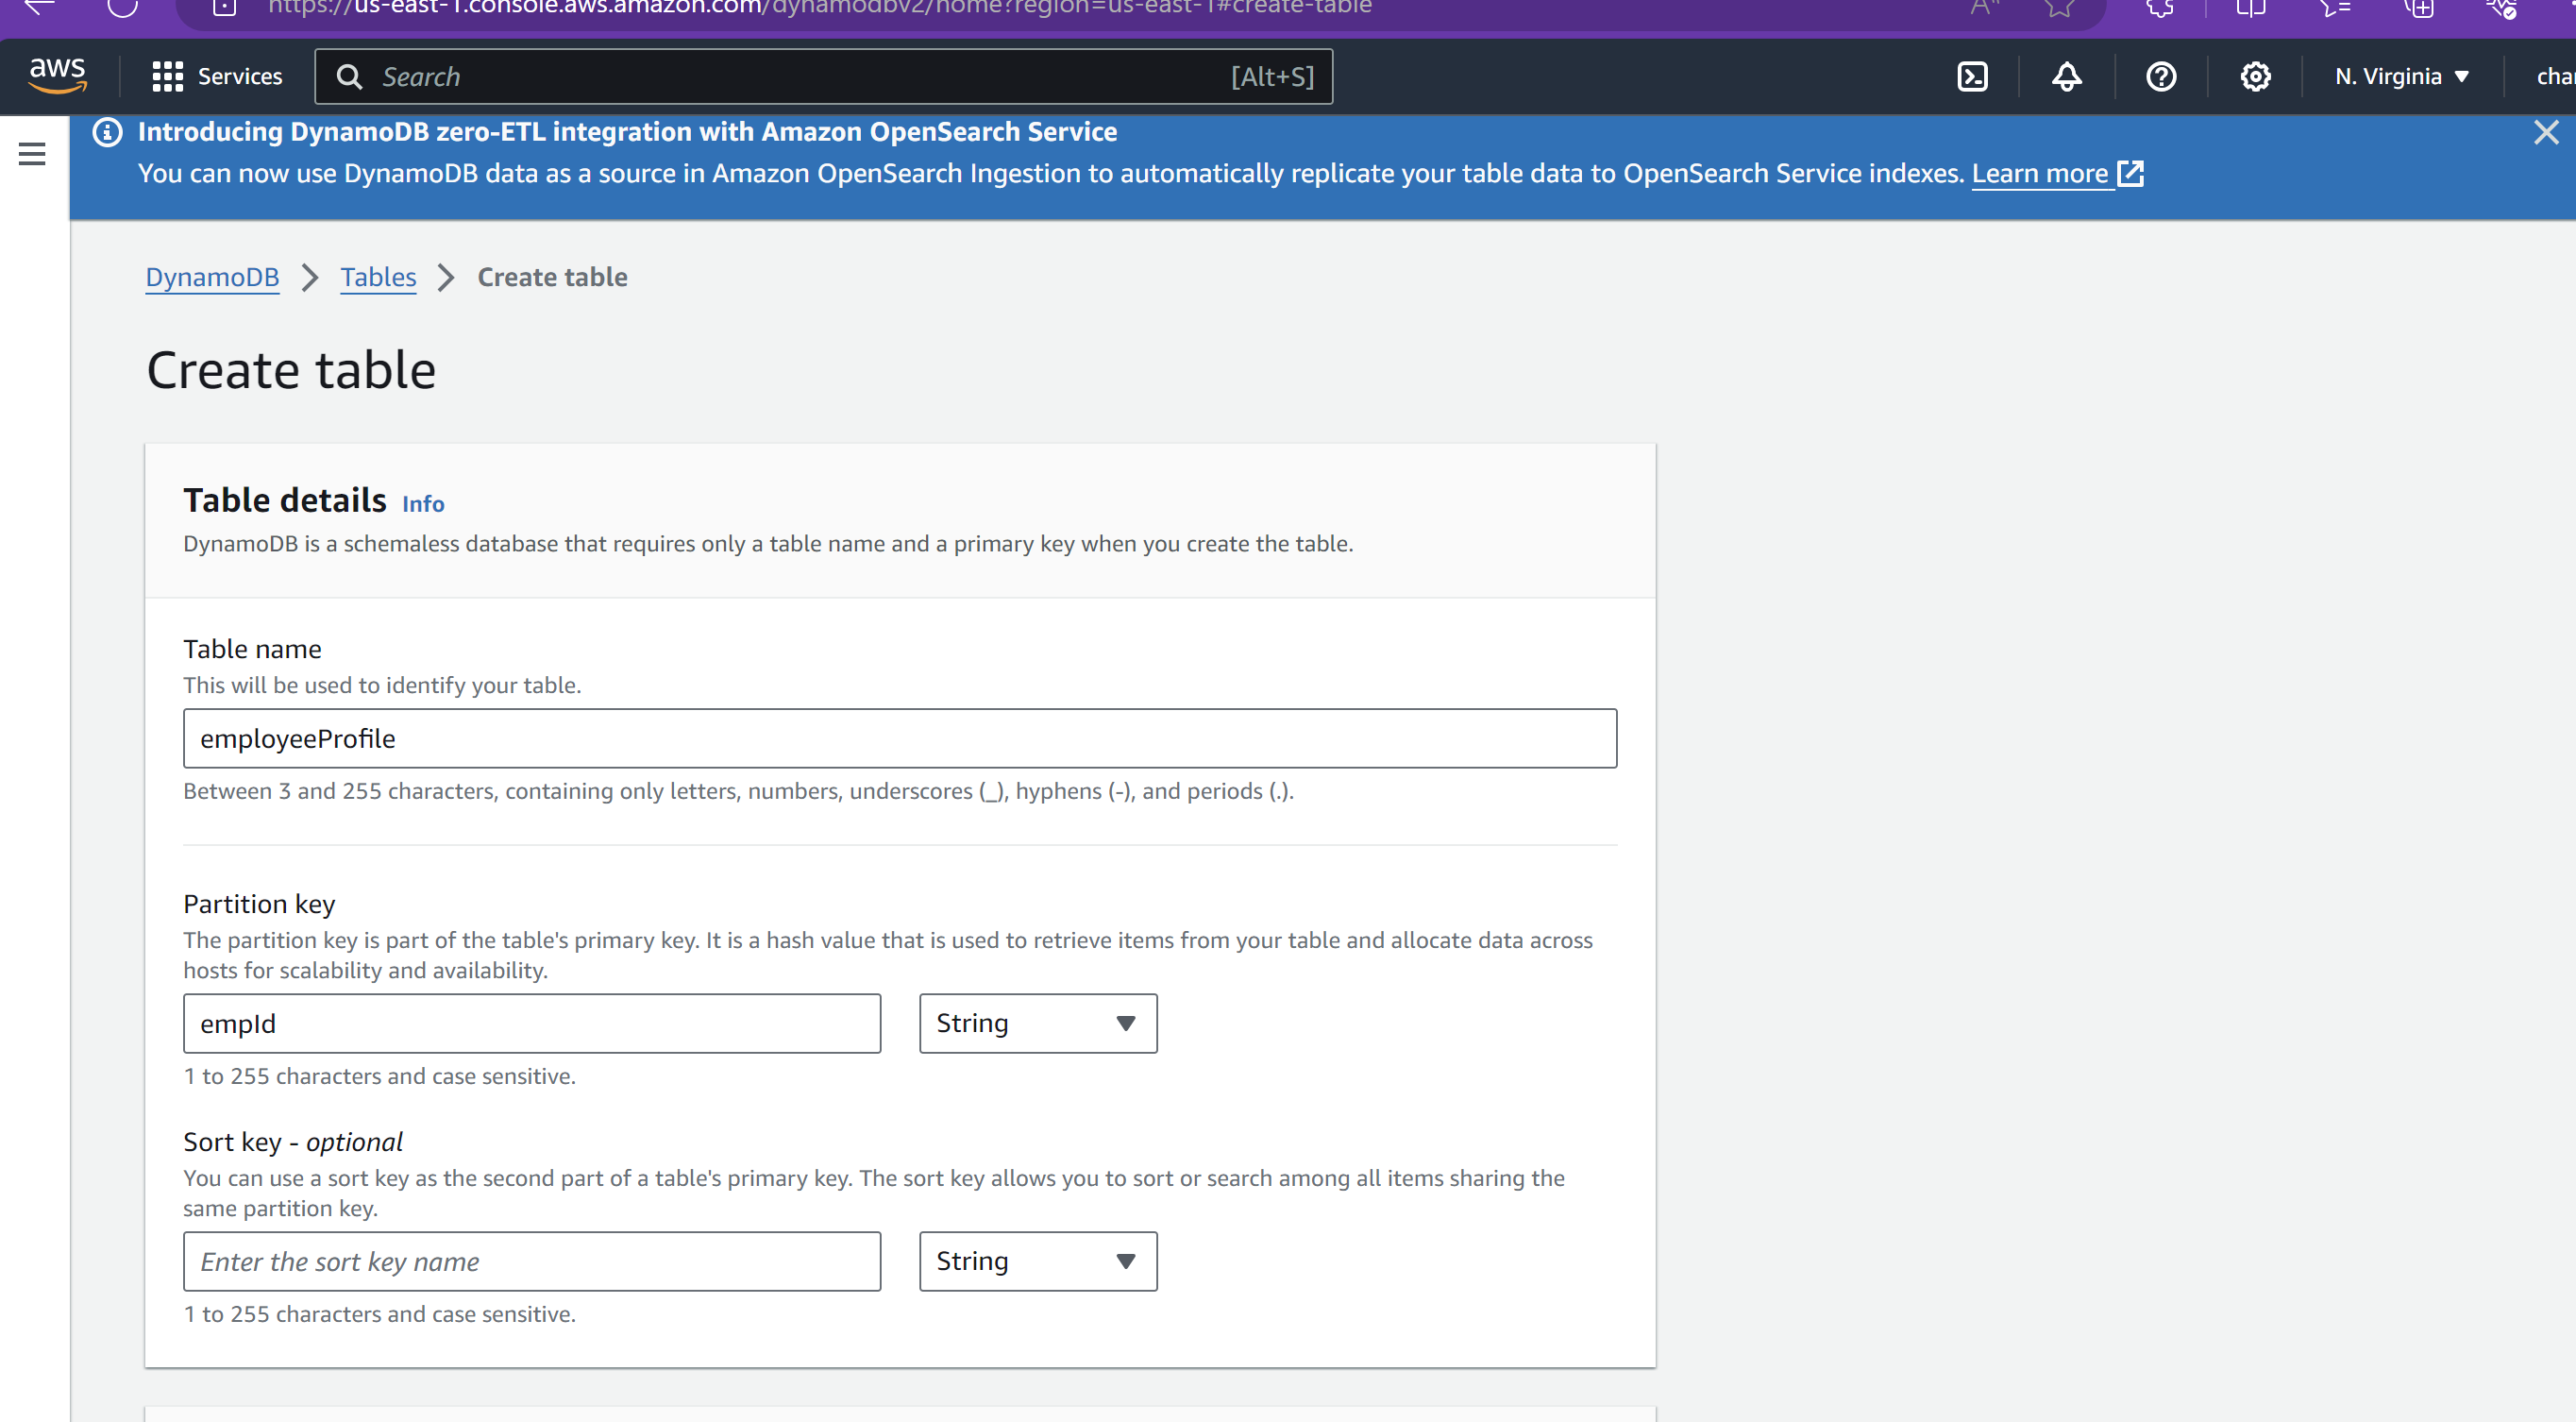 https://us-east-1.console.aws.amazon.com/dynamodbv2/home?region=us-east-1#create-table
aws
Services
Search
[Alt+S]
N. Virginia
Introducing DynamoDB zero-ETL integration with Amazon OpenSearch Service
You can now use DynamoDB data as a source in Amazon OpenSearch Ingestion to automatically replicate your table data to OpenSearch Service indexes. Learn more
DynamoDB > Tables > Create table
Create table
Table details Info
DynamoDB is a schemaless database that requires only a table name and a primary key when you create the table.
Table name
This will be used to identify your table.
employeeProfile
Between 3 and 255 characters, containing only letters, numbers, underscores (_), hyphens (-), and periods (.).
Partition key
The partition key is part of the table's primary key. It is a hash value that is used to retrieve items from your table and allocate data across
hosts for scalability and availability.
empId
String
1 to 255 characters and case sensitive.
Sort key - optional
You can use a sort key as the second part of a table's primary key. The sort key allows you to sort or search among all items sharing the
same partition key.
Enter the sort key name
String
1 to 255 characters and case sensitive.